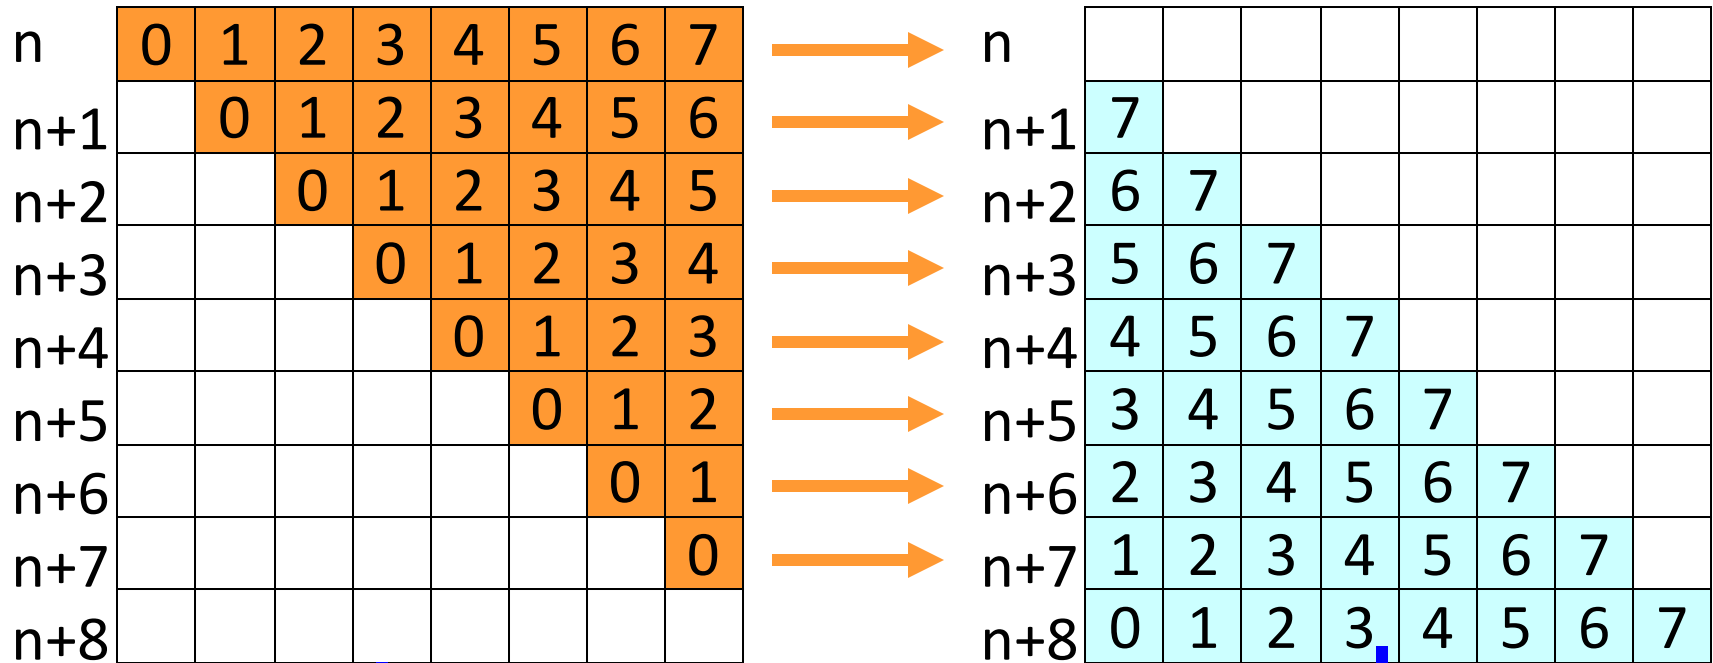 n 0 1 2 3 4 5 6 7 n
n+1 0 1 2 3 4 5 6 n+1 7
n+2 0 1 2 3 4 5 n+2 6 7
n+3 0 1 2 3 4 n+3 5 6 7
n+4 0 1 2 3 n+4 4 5 6 7
n+5 0 1 2 n+5 3 4 5 6 7
n+6 0 1 n+6 2 3 4 5 6 7
n+7 0 n+7 1 2 3 4 5 6 7
n+8 n+8 0 1 2 3 4 5 6 7